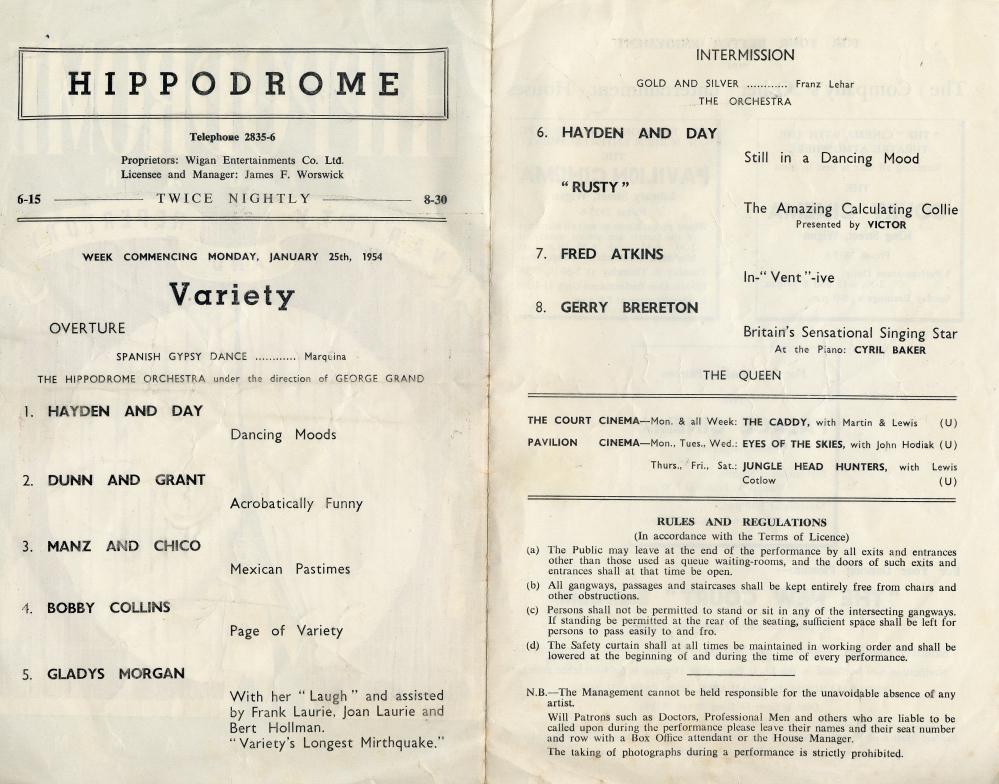 HIPPODROME
Telephone 2835-6
Proprietors: Wigan Entertainments Co. Ltd.
Licensee and Manager: James F. Worswick
6-15 TWICE NIGHTLY 8-30
WEEK COMMENCING MONDAY, JANUARY 25th, 1954
Variety
OVERTURE
SPANISH GYPSY DANCE ............ Marquina
THE HIPPODROME ORCHESTRA under the direction of GEORGE GRAND
1. HAYDEN AND DAY
Dancing Moods
2. DUNN AND GRANT
Acrobatically Funny
3. MANZ AND CHICO
Mexican Pastimes
4. BOBBY COLLINS
Page of Variety
5. GLADYS MORGAN
With her "Laugh" and assisted
by Frank Laurie, Joan Laurie and
Bert Hollman.
"Variety's Longest Mirthquake."
INTERMISSION
GOLD AND SILVER ............ Franz Lehar
THE ORCHESTRA
6. HAYDEN AND DAY
Still in a Dancing Mood
"RUSTY"
The Amazing Calculating Collie
Presented by VICTOR
7. FRED ATKINS
In-"Vent"-ive
8. GERRY BRERETON
Britain's Sensational Singing Star
At the Piano: CYRIL BAKER
THE QUEEN
THE COURT CINEMA—Mon. & all Week: THE CADDY, with Martin & Lewis (U)
PAVILION CINEMA—Mon., Tues., Wed.: EYES OF THE SKIES, with John Hodiak (U)
Thurs., Fri., Sat.: JUNGLE HEAD HUNTERS, with Lewis
Cotlow (U)
RULES AND REGULATIONS
(In accordance with the Terms of Licence)
(a) The Public may leave at the end of the performance by all exits and entrances
other than those used as queue waiting-rooms, and the doors of such exits and
entrances shall at that time be open.
(b) All gangways, passages and staircases shall be kept entirely free from chairs and
other obstructions.
(c) Persons shall not be permitted to stand or sit in any of the intersecting gangways.
If standing be permitted at the rear of the seating, sufficient space shall be left for
persons to pass easily to and fro.
(d) The Safety curtain shall at all times be maintained in working order and shall be
lowered at the beginning of and during the time of every performance.
N.B.—The Management cannot be held responsible for the unavoidable absence of any
artist.
Will Patrons such as Doctors, Professional Men and others who are liable to be
called upon during the performance please leave their names and their seat number
and row with a Box Office attendant or the House Manager.
The taking of photographs during a performance is strictly prohibited.